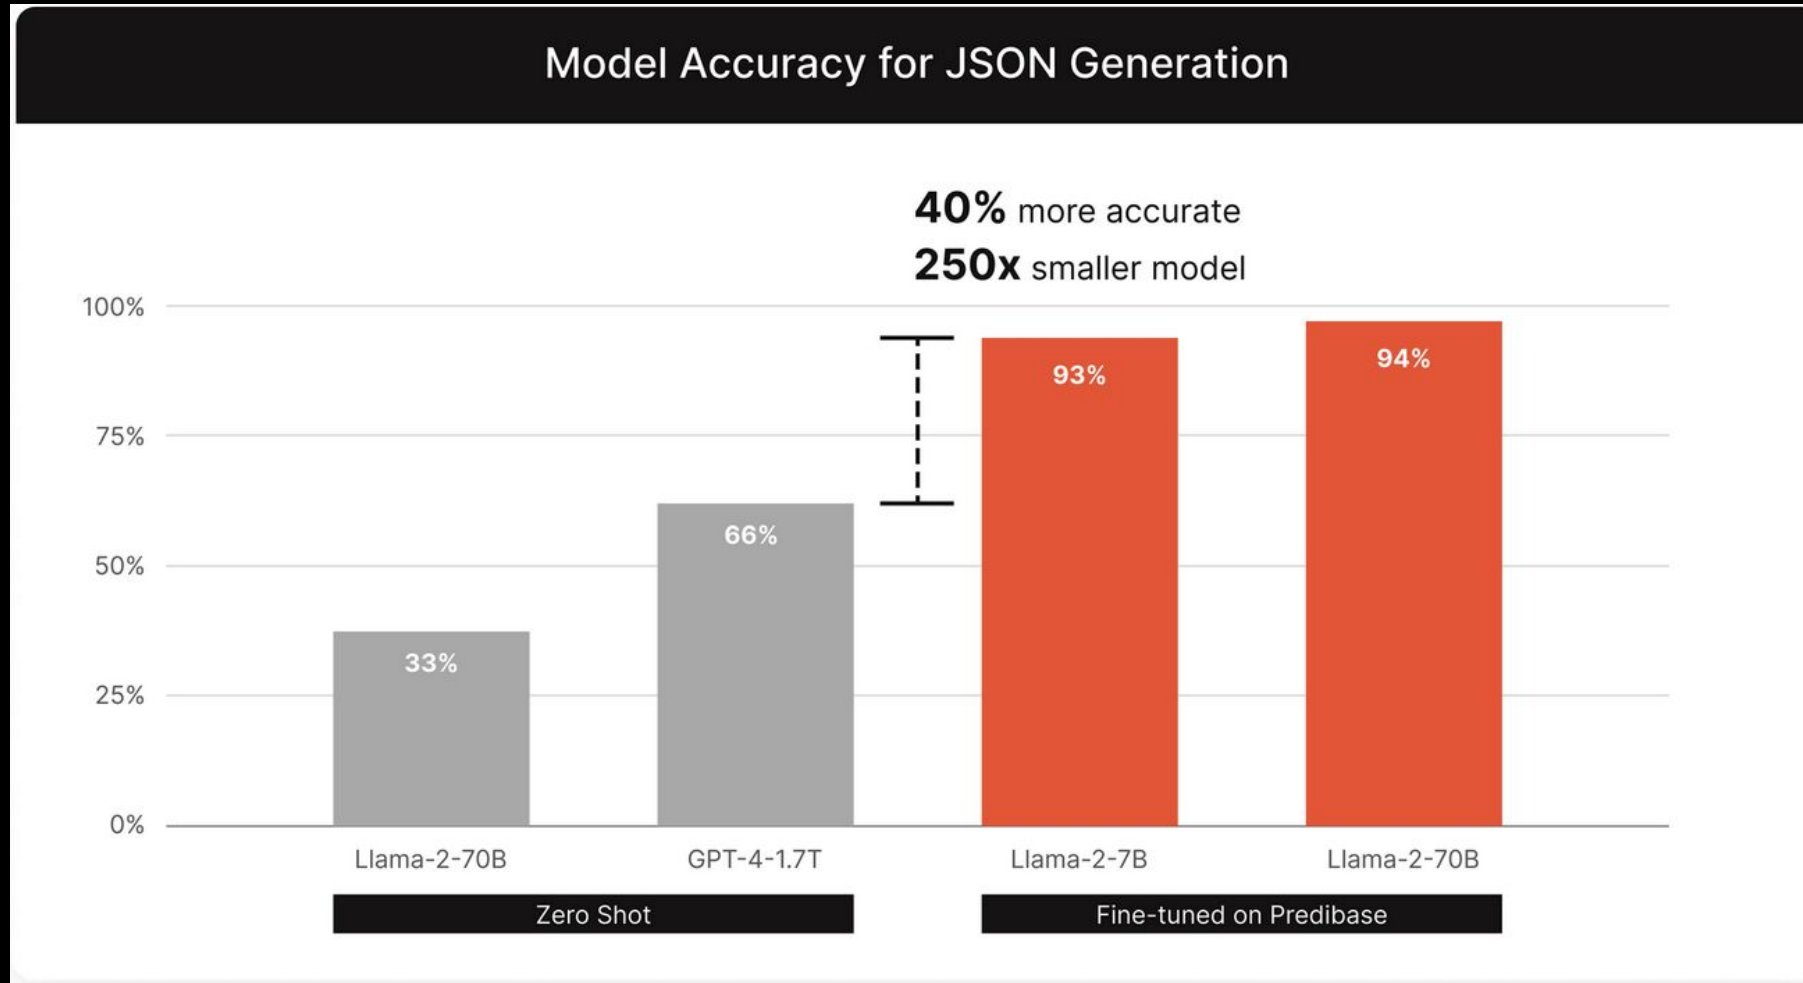 Model Accuracy for JSON Generation
40% more accurate
250x smaller model
100%
75%
50%
25%
0%
33%
66%
93%
94%
Llama-2-70B
GPT-4-1.7T
Llama-2-7B
Llama-2-70B
Zero Shot
Fine-tuned on Predibase